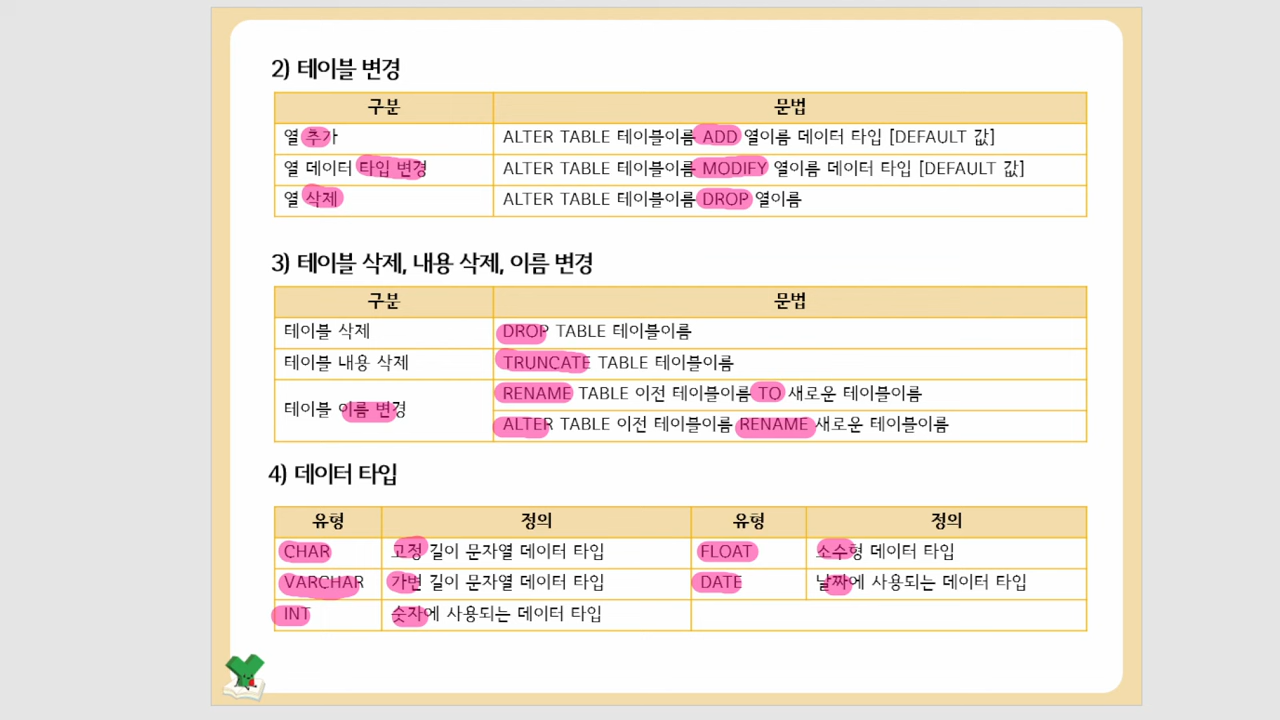 2) 테이블 변경
구분 문법
열 추가 ALTER TABLE 테이블이름 ADD 열이름 데이터 타입 [DEFAULT 값]
열 데이터 타입 변경 ALTER TABLE 테이블이름 MODIFY 열이름 데이터 타입 [DEFAULT 값]
열 삭제 ALTER TABLE 테이블이름 DROP 열이름
3) 테이블 삭제, 내용 삭제, 이름 변경
구분 문법
테이블 삭제 DROP TABLE 테이블이름
테이블 내용 삭제 TRUNCATE TABLE 테이블이름
테이블 이름 변경 RENAME TABLE 이전 테이블이름 TO 새로운 테이블이름
ALTER TABLE 이전 테이블이름 RENAME 새로운 테이블이름
4) 데이터 타입
유형 정의 유형 정의
CHAR 고정 길이 문자열 데이터 타입 FLOAT 소수형 데이터 타입
VARCHAR 가변 길이 문자열 데이터 타입 DATE 날짜에 사용되는 데이터 타입
INT 숫자에 사용되는 데이터 타입